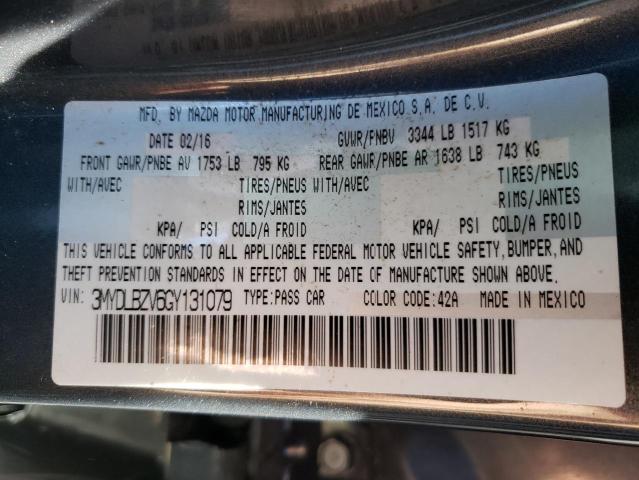 MFD. BY MAZDA MOTOR MANUFACTURING DE MEXICO S.A. DE C.V.
DATE 02/16 GVWR/PNBV 3344 LB 1517 KG
FRONT GAWR/PNBE AV 1753 LB 795 KG REAR GAWR/PNBE AR 1638 LB 743 KG
WITH/AVEC TIRES/PNEUS WITH/AVEC TIRES/PNEUS
RIMS/JANTES RIMS/JANTES
KPA/ PSI COLD/A FROID KPA/ PSI COLD/A FROID
THIS VEHICLE CONFORMS TO ALL APPLICABLE FEDERAL MOTOR VEHICLE SAFETY, BUMPER, AND
THEFT PREVENTION STANDARDS IN EFFECT ON THE DATE OF MANUFACTURE SHOWN ABOVE.
VIN: 3MYDLBZV6GY131079 TYPE: PASS CAR COLOR CODE: 42A MADE IN MEXICO